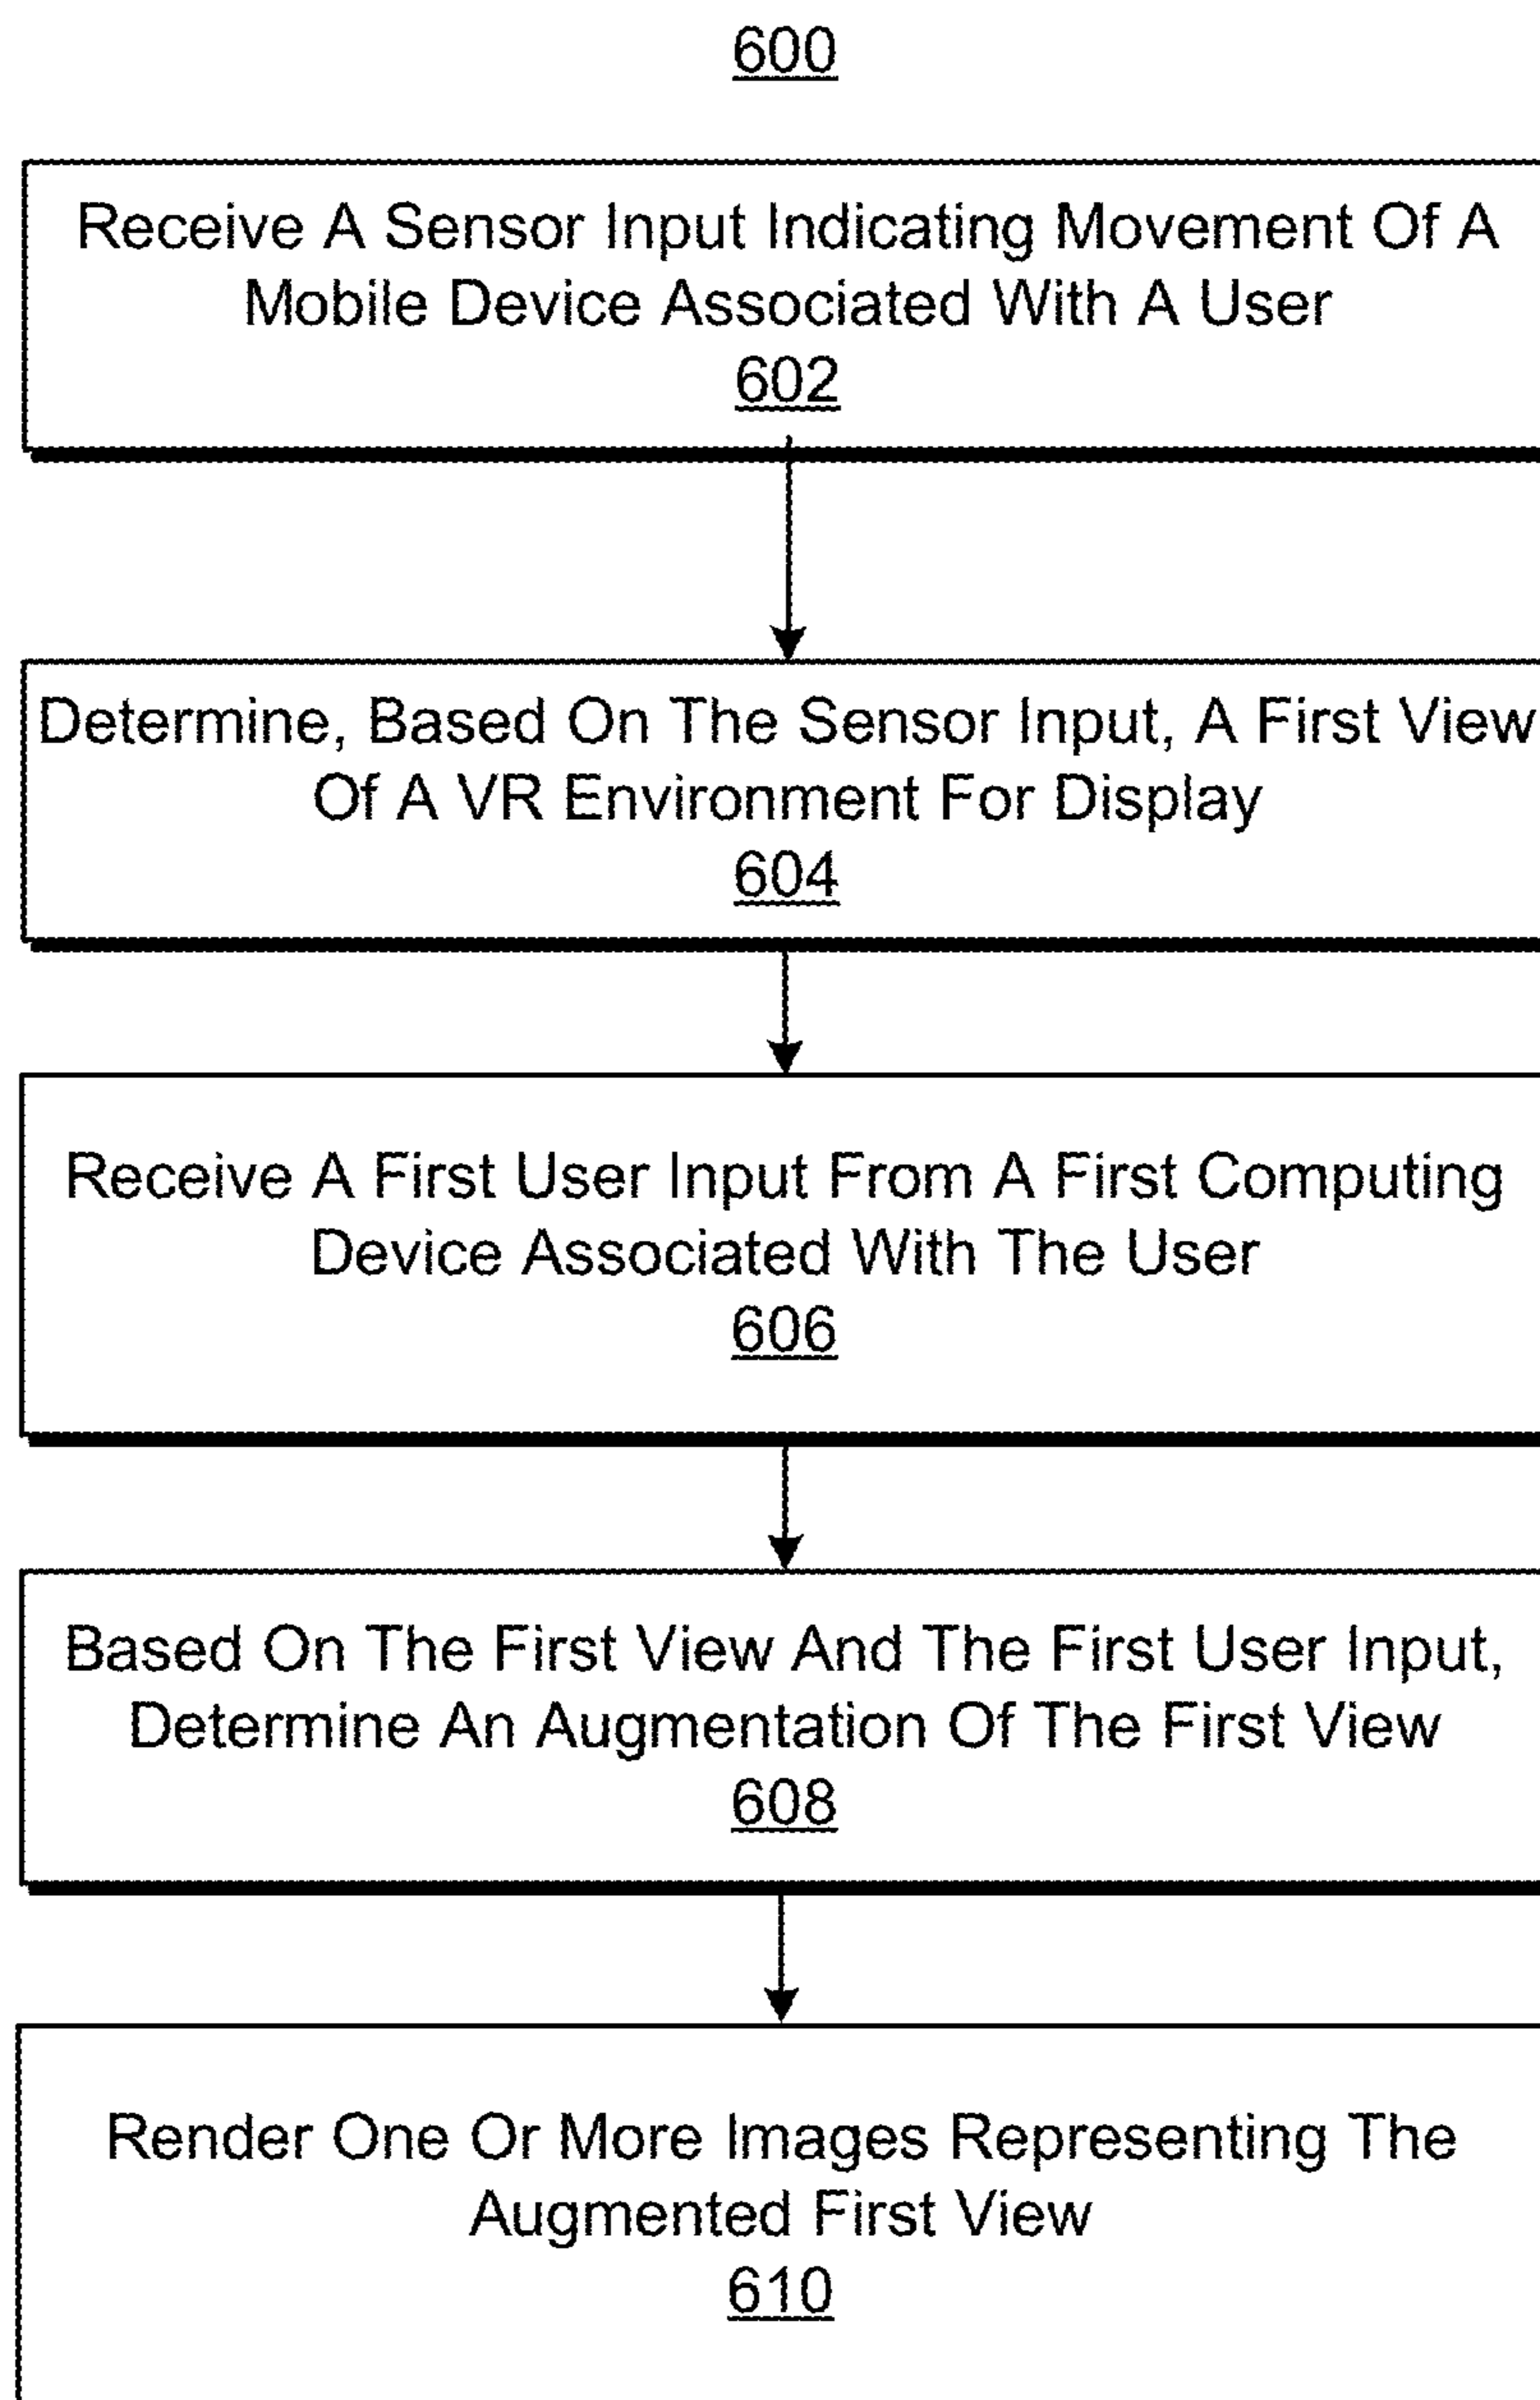 600
Receive A Sensor Input Indicating Movement Of A
Mobile Device Associated With A User
602
Determine, Based On The Sensor Input, A First View
Of A VR Environment For Display
604
Receive A First User Input From A First Computing
Device Associated With The User
606
Based On The First View And The First User Input,
Determine An Augmentation Of The First View
608
Render One Or More Images Representing The
Augmented First View
610